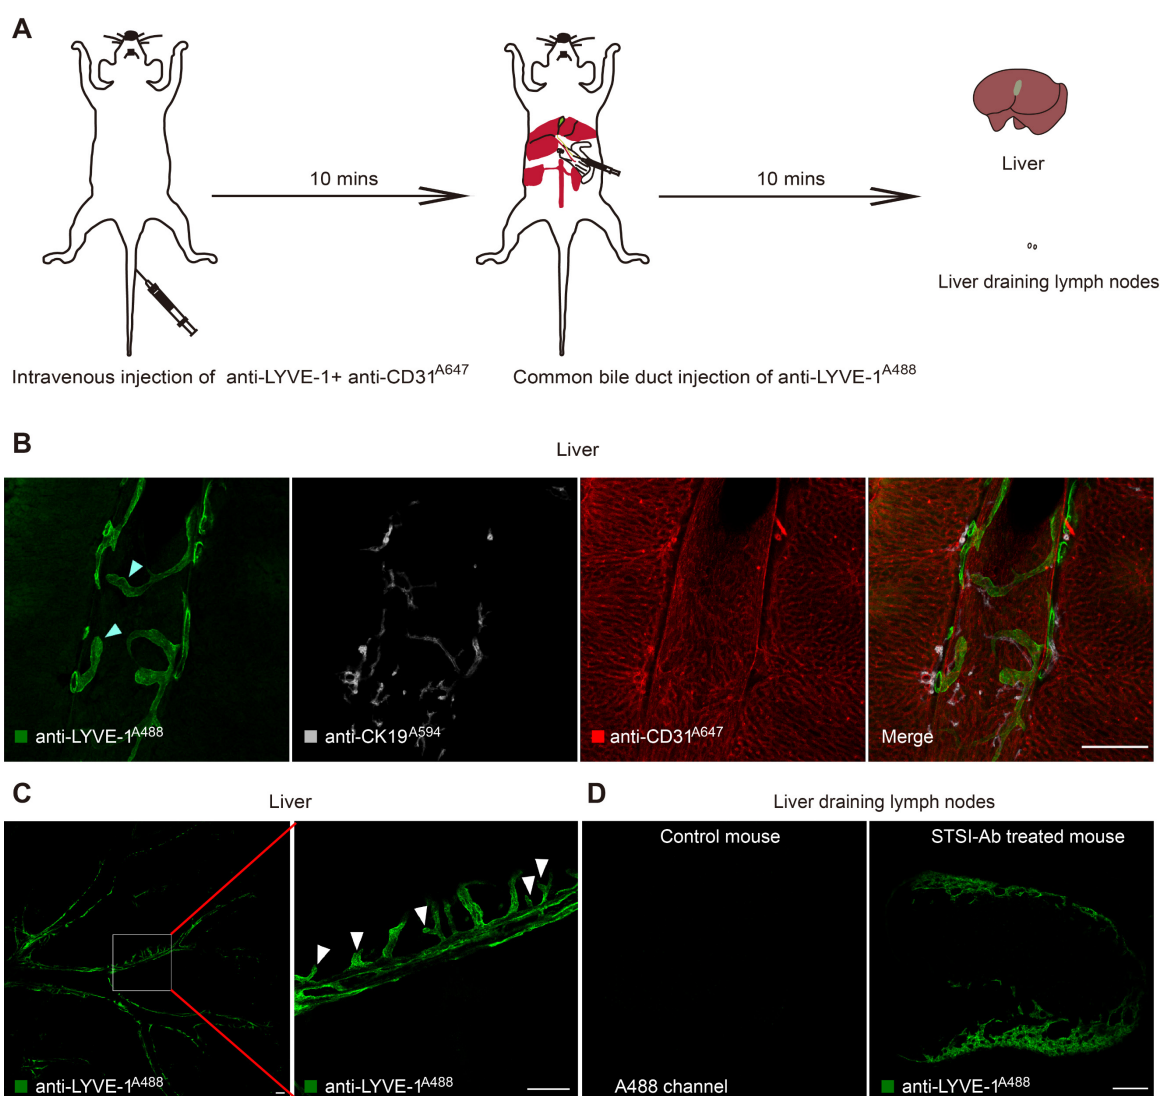 A
10 mins
10 mins
Liver
Liver draining lymph nodes
Intravenous injection of anti-LYVE-1+ anti-CD31A647
Common bile duct injection of anti-LYVE-1A488
B
Liver
anti-LYVE-1A488
anti-CK19A594
anti-CD31A647
Merge
C
Liver
D
Liver draining lymph nodes
Control mouse
STSI-Ab treated mouse
anti-LYVE-1A488
anti-LYVE-1A488
A488 channel
anti-LYVE-1A488